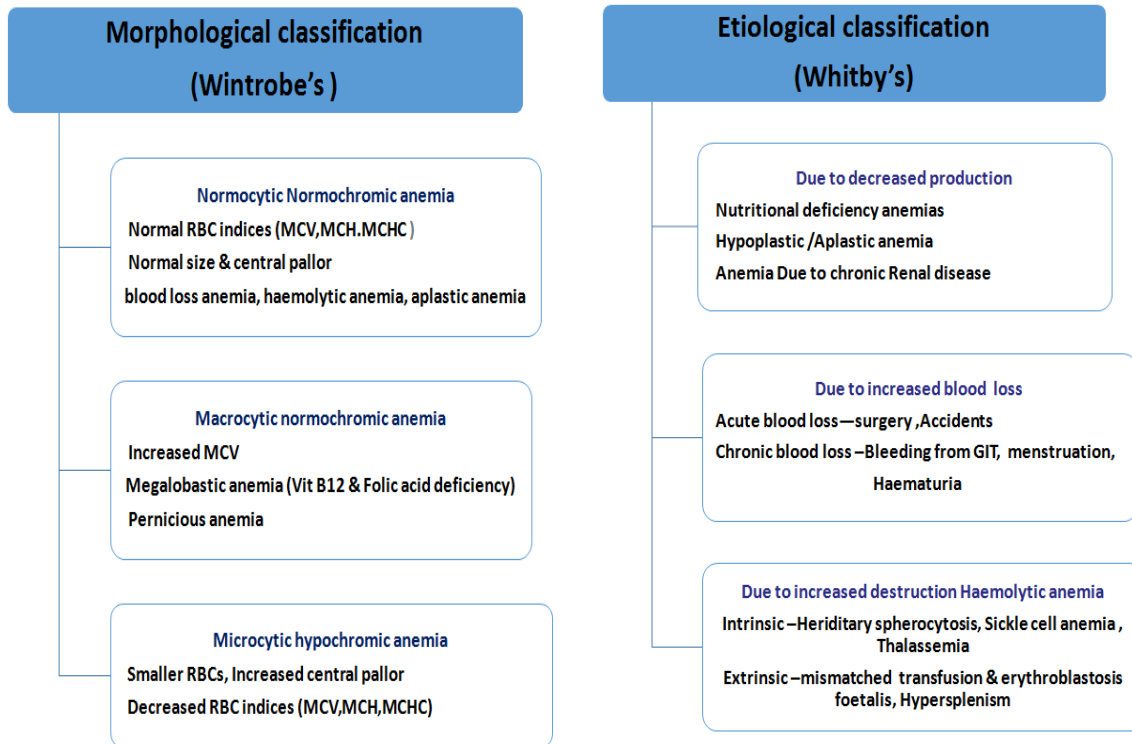 Morphological classification
(Wintrobe's )
Normocytic Normochromic anemia
Normal RBC indices (MCV,MCH.MCHC )
Normal size & central pallor
blood loss anemia, haemolytic anemia, aplastic anemia
Macrocytic normochromic anemia
Increased MCV
Megalobastic anemia (Vit B12 & Folic acid deficiency)
Pernicious anemia
Microcytic hypochromic anemia
Smaller RBCs, Increased central pallor
Decreased RBC indices (MCV,MCH,MCHC)
Etiological classification
(Whitby's)
Due to decreased production
Nutritional deficiency anemias
Hypoplastic /Aplastic anemia
Anemia Due to chronic Renal disease
Due to increased blood loss
Acute blood loss—surgery ,Accidents
Chronic blood loss –Bleeding from GIT, menstruation,
Haematuria
Due to increased destruction Haemolytic anemia
Intrinsic –Heriditary spherocytosis, Sickle cell anemia ,
Thalassemia
Extrinsic –mismatched transfusion & erythroblastosis
foetalis, Hypersplenism